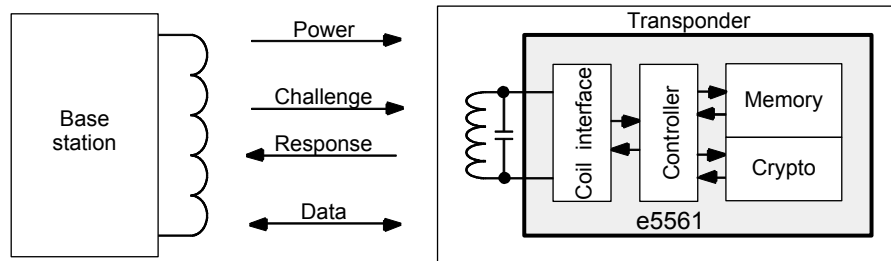 Base
station
Power
Challenge
Response
Data
Transponder
Coil interface
Controller
Memory
Crypto
e5561